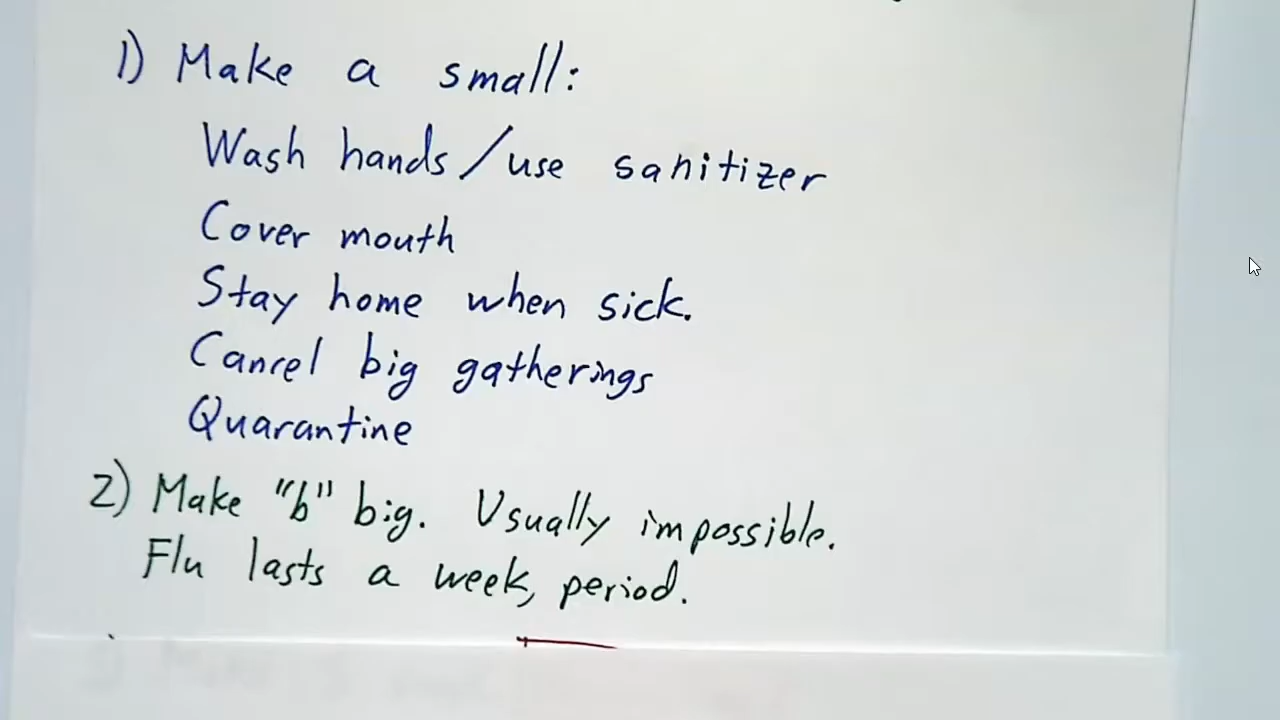 1) Make a small:
Wash hands/use sanitizer
Cover mouth
Stay home when sick.
Cancel big gatherings
Quarantine
2) Make "b" big. Usually impossible.
Flu lasts a week, period.